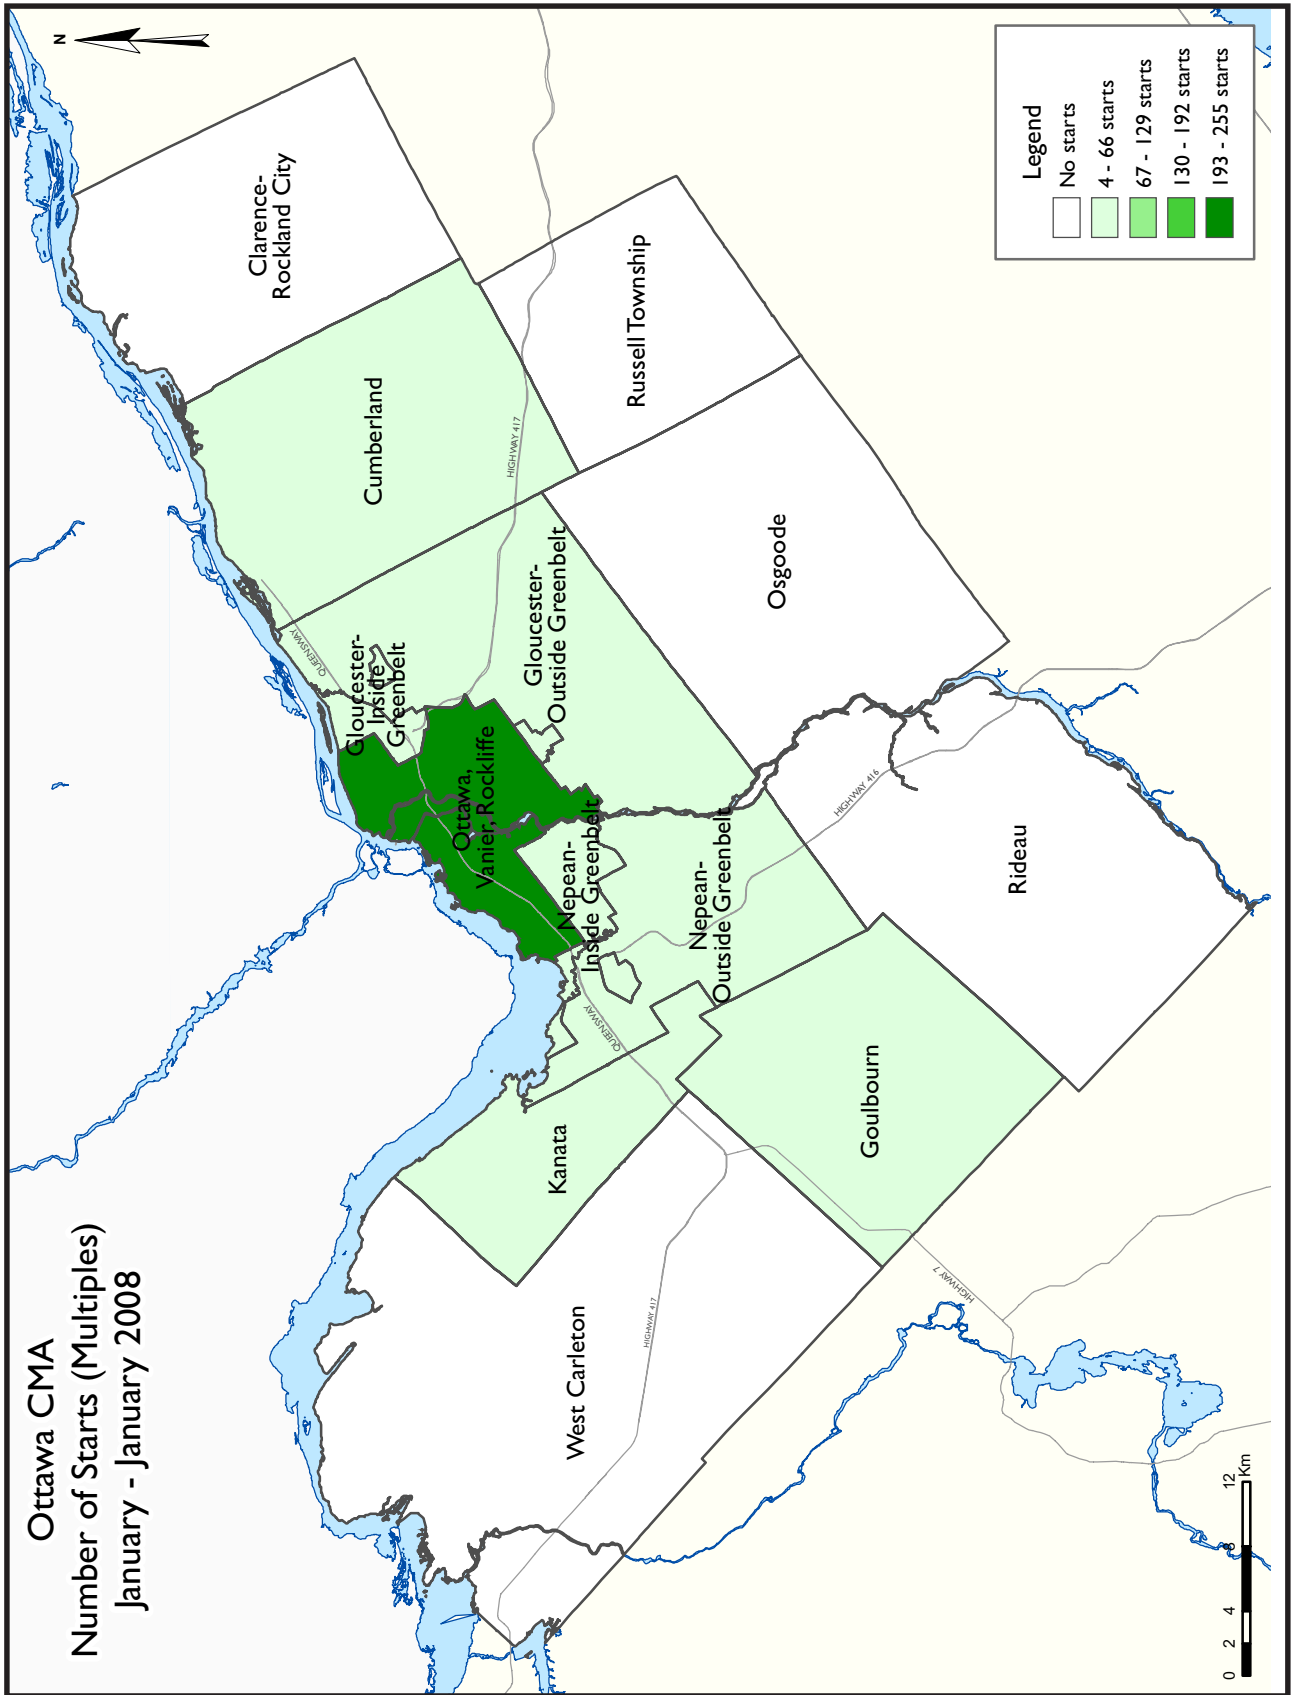 Ottawa CMA
Number of Starts (Multiples)
January - January 2008
N
Clarence-
Rockland City
Cumberland
Russell Township
HIGHWAY 417
QUEENSWAY
Gloucester-
Inside
Greenbelt
Gloucester-
Outside Greenbelt
Osgoode
Ottawa,
Vanier, Rockliffe
Nepean-
Inside Greenbelt
Nepean-
Outside Greenbelt
HIGHWAY 416
Rideau
QUEENSWAY
Kanata
Goulbourn
West Carleton
HIGHWAY 417
HIGHWAY 7
Legend
No starts
4 - 66 starts
67 - 129 starts
130 - 192 starts
193 - 255 starts
0 2 4 8 12
Km